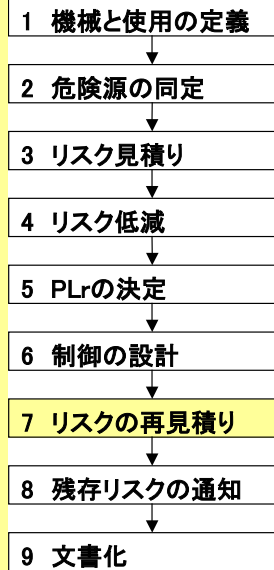 1 機械と使用の定義
2 危険源の同定
3 リスク見積り
4 リスク低減
5 PLrの決定
6 制御の設計
7 リスクの再見積り
8 残存リスクの通知
9 文書化